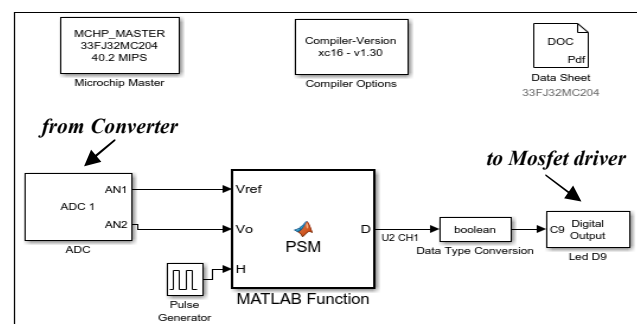 MCHP_MASTER
33FJ32MC204
40.2 MIPS
Microchip Master
Compiler-Version
xc16 - v1.30
Compiler Options
DOC
Pdf
Data Sheet
33FJ32MC204
from Converter
to Mosfet driver
ADC 1
AN1
AN2
ADC
Vref
Vo
H
PSM
D
MATLAB Function
Pulse
Generator
U2 CH1
boolean
Data Type Conversion
C9
Digital
Output
Led D9